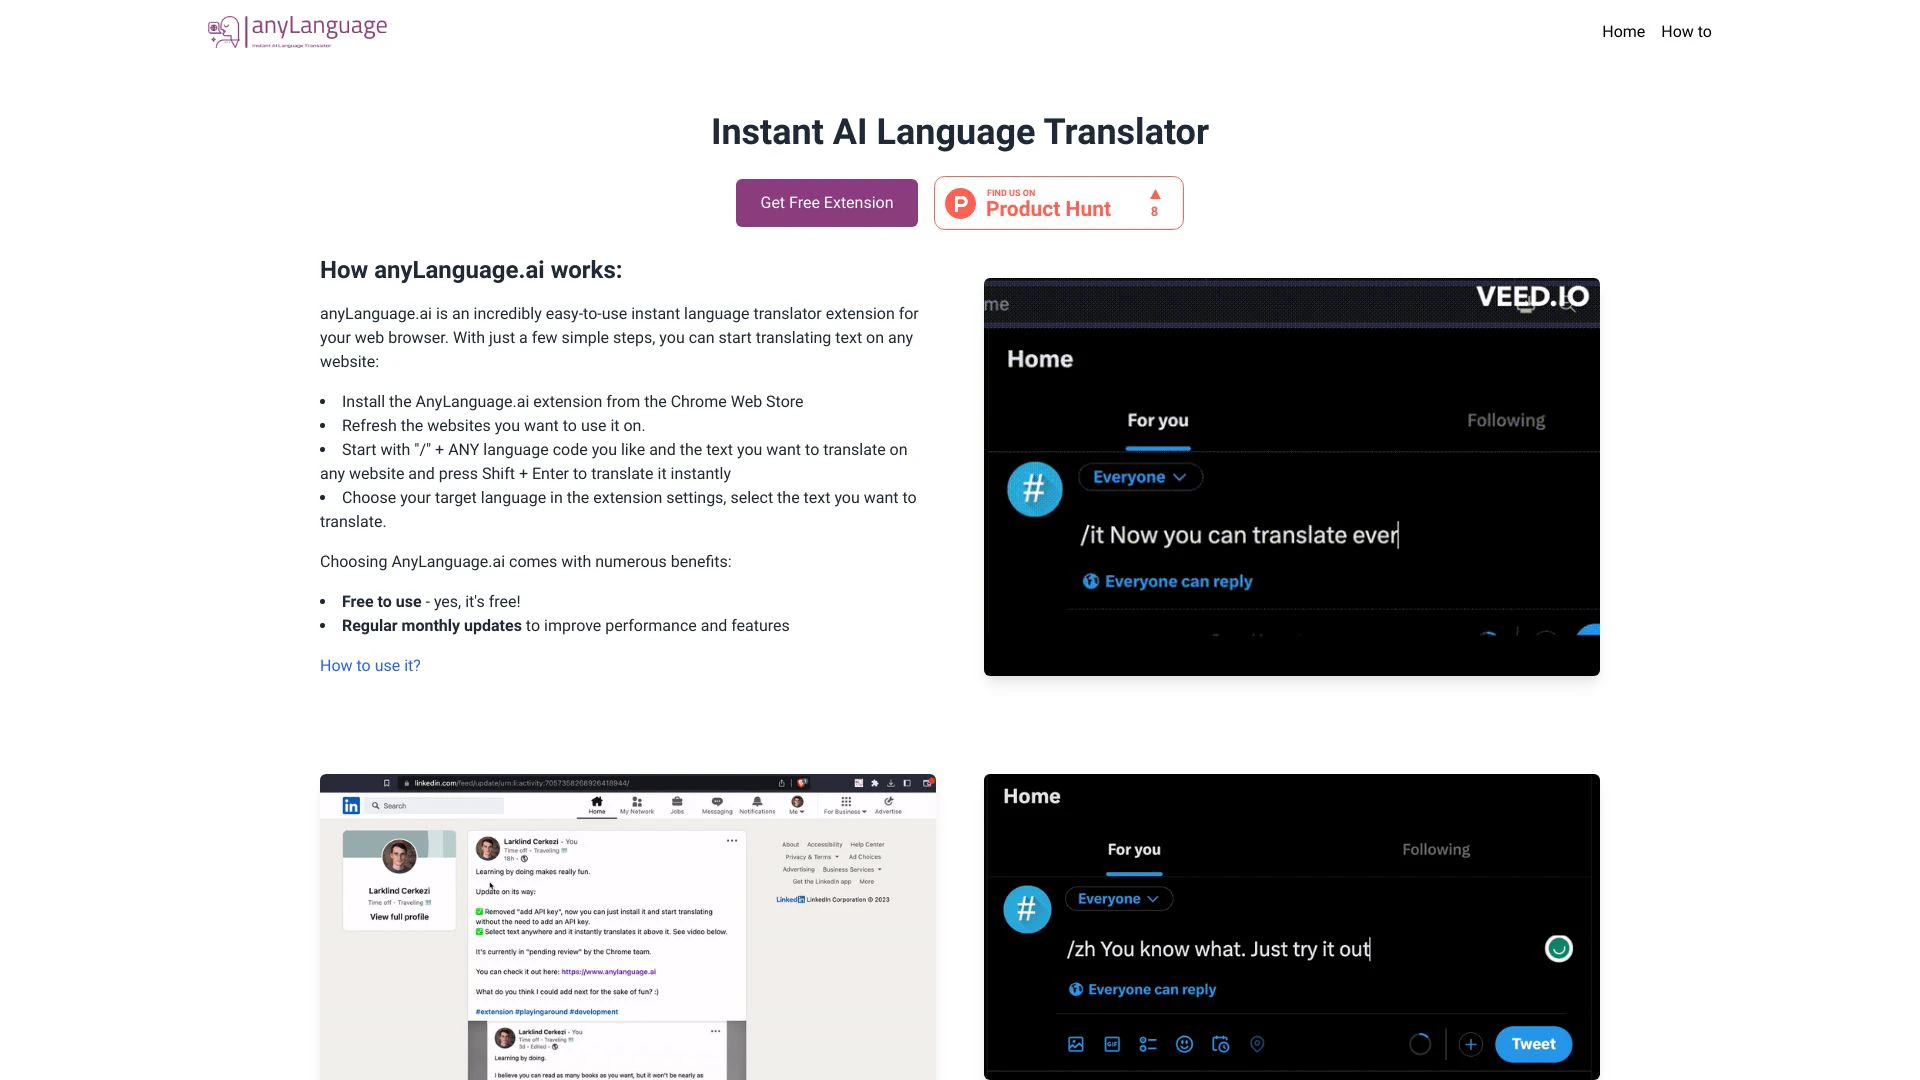 anyLanguage
Instant AI Language Translator
Home
How to
Instant AI Language Translator
Get Free Extension
FIND US ON
Product Hunt
8
How anyLanguage.ai works:
anyLanguage.ai is an incredibly easy-to-use instant language translator extension for
your web browser. With just a few simple steps, you can start translating text on any
website:
• Install the AnyLanguage.ai extension from the Chrome Web Store
• Refresh the websites you want to use it on.
• Start with "/" + ANY language code you like and the text you want to translate on
any website and press Shift + Enter to translate it instantly
• Choose your target language in the extension settings, select the text you want to
translate.
Choosing AnyLanguage.ai comes with numerous benefits:
• Free to use - yes, it's free!
• Regular monthly updates to improve performance and features
How to use it?
me
VEED.IO
Home
For you
Following
#
Everyone
/it Now you can translate ever
Everyone can reply
linkedin.com/feed/update/urn:li:activity:7057358268926418944/
in
Search
Home
My Network
Jobs
Messaging
Notifications
Me
For Business
Advertise
Larklind Cerkezi
Time off - Traveling
View full profile
Larklind Cerkezi • You
Time off - Traveling
18h •
Learning by doing makes really fun.
Update on its way:
✅ Removed "add API key", now you can just install it and start translating
without the need to add an API key.
✅ Select text anywhere and it instantly translates it above it. See video below.
It's currently in "pending review" by the Chrome team.
You can check it out here: https://www.anylanguage.ai
What do you think I could add next for the sake of fun? :)
#extension #playingaround #development
Larklind Cerkezi • You
Time off - Traveling
3d • Edited •
Learning by doing.
I believe you can read as many books as you want, but it won't be nearly as
About Accessibility Help Center
Privacy & Terms Ad Choices
Advertising Business Services
Get the LinkedIn app More
LinkedIn LinkedIn Corporation © 2023
Home
For you
Following
#
Everyone
/zh You know what. Just try it out
Everyone can reply
GIF
Tweet